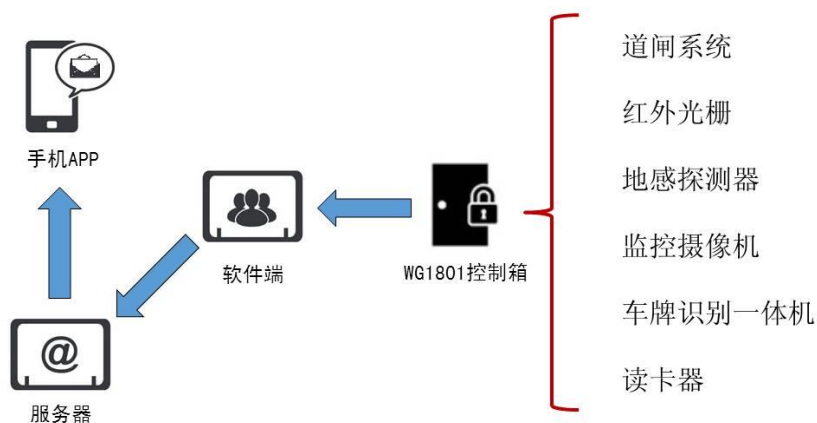 手机APP
软件端
WG1801控制箱
@
服务器
道闸系统
红外光栅
地感探测器
监控摄像机
车牌识别一体机
读卡器